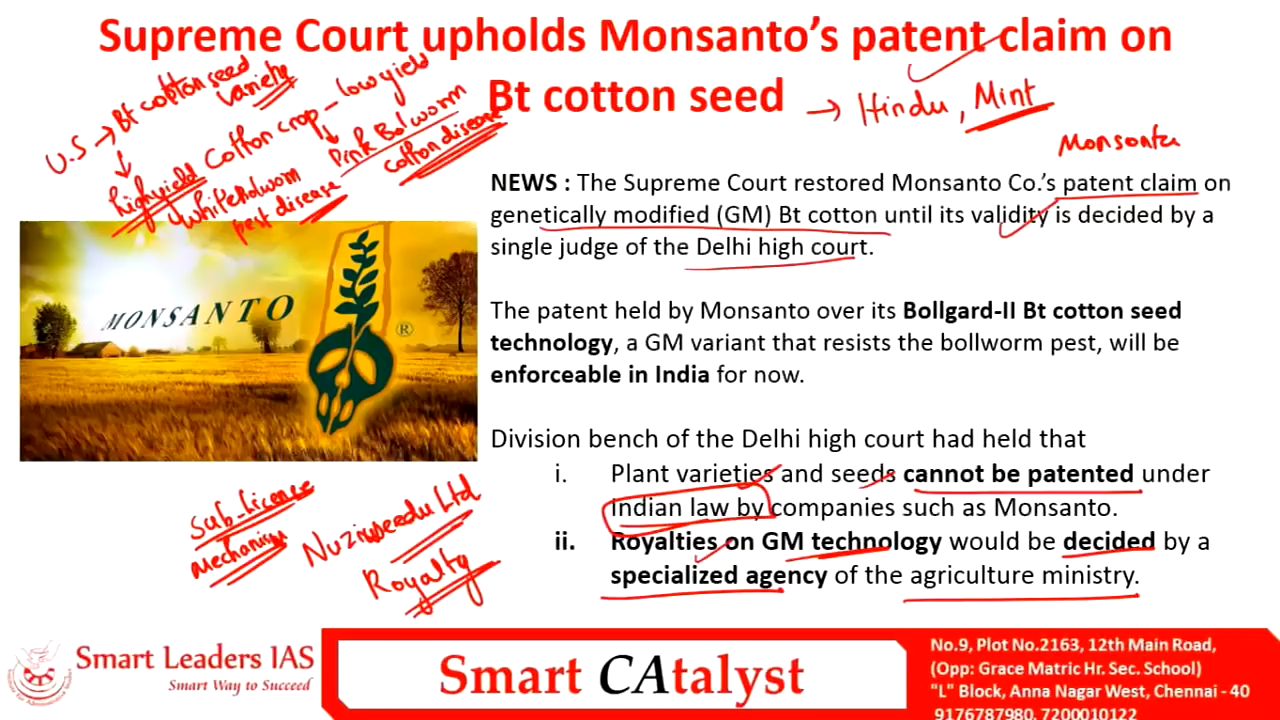 Supreme Court upholds Monsanto's patent claim on
Bt cotton seed
→ Hindu, Mint
Monsanto
U.S → Bt cotton seed
variety
high yield Cotton crop - low yield
Pink Bolworm
cotton disease
white
pest disease
NEWS : The Supreme Court restored Monsanto Co.'s patent claim on
genetically modified (GM) Bt cotton until its validity is decided by a
single judge of the Delhi high court.
MONSANTO
®
The patent held by Monsanto over its Bollgard-II Bt cotton seed
technology, a GM variant that resists the bollworm pest, will be
enforceable in India for now.
Division bench of the Delhi high court had held that
i. Plant varieties and seeds cannot be patented under
Indian law by companies such as Monsanto.
ii. Royalties on GM technology would be decided by a
specialized agency of the agriculture ministry.
Sub-license
Mechanism
Ltd
Royalty
Smart Leaders IAS
Smart Way to Succeed
Smart CAtalyst
No.9, Plot No.2163, 12th Main Road,
(Opp: Grace Matric Hr. Sec. School)
"L" Block, Anna Nagar West, Chennai - 40
9176787980, 7200010122